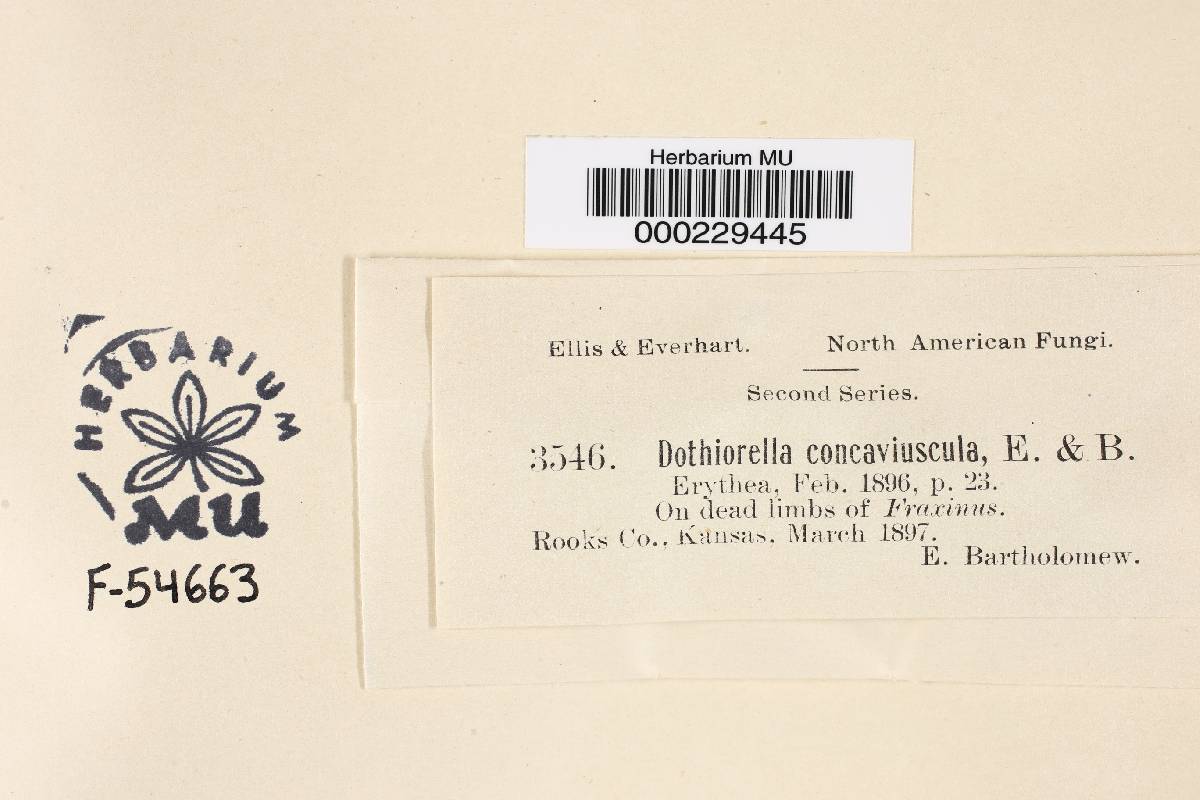 Herbarium MU
000229445
HERBARIUM
MU
F-54663
Ellis & Everhart. North American Fungi.
Second Series.
3546. Dothiorella concaviuscula, E. & B.
Erythea, Feb. 1896, p. 23.
On dead limbs of Fraxinus.
Rooks Co., Kansas, March 1897.
E. Bartholomew.